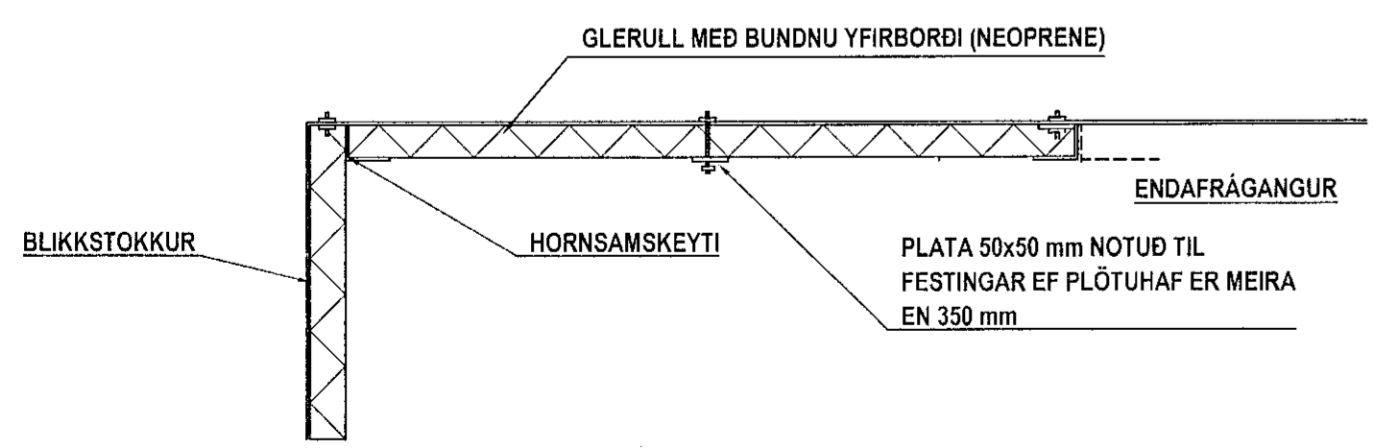 GLERULL MEÐ BUNDNU YFIRBORÐI (NEOPRENE)
ENDAFRÁGANGUR
BLIKKSTOKKUR
HORNSAMSKEYTI
PLATA 50x50 mm NOTUÐ TIL
FESTINGAR EF PLÖTUHAF ER MEIRA
EN 350 mm